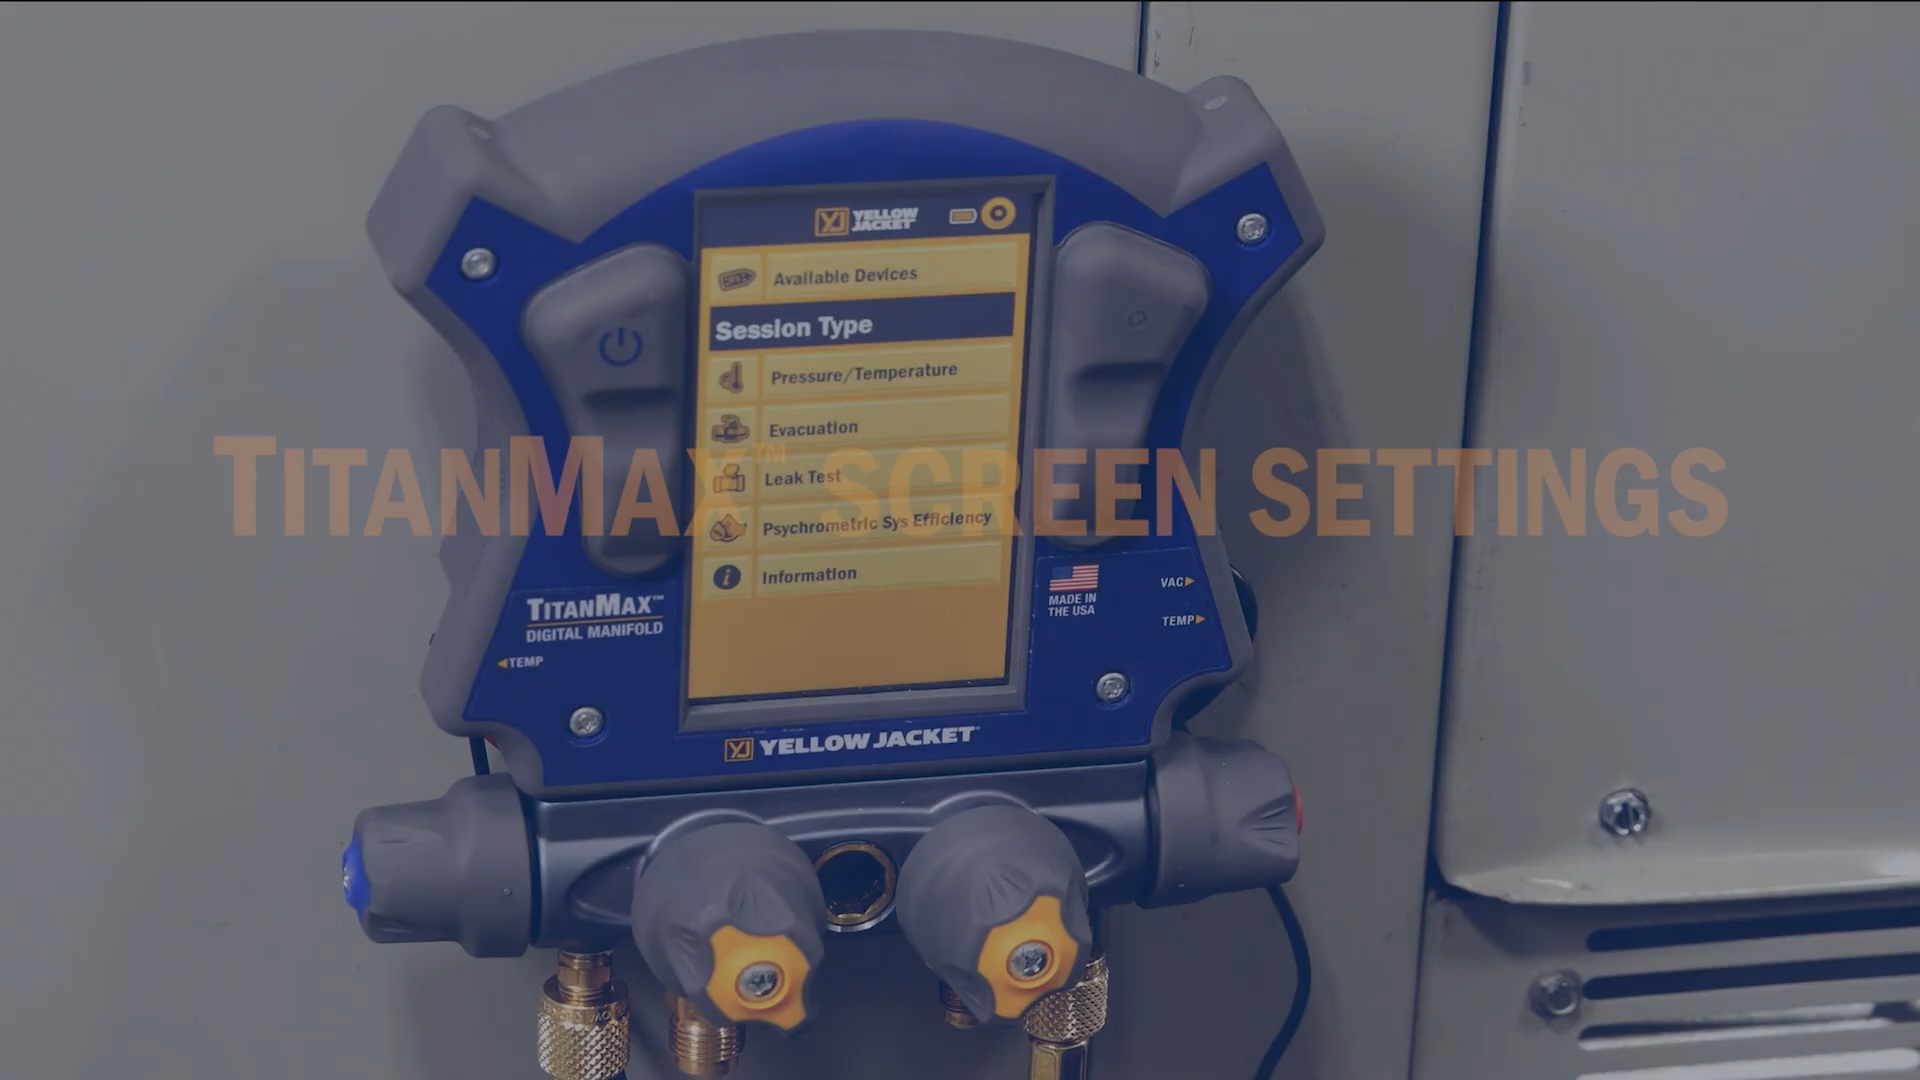 YJ YELLOW
JACKET
Available Devices
Session Type
Pressure/Temperature
Evacuation
TITANMAX™ SCREEN SETTINGS
Leak Test
Psychrometric Sys Efficiency
i Information
TITANMAX™
DIGITAL MANIFOLD
◀TEMP
MADE IN
THE USA
VAC▶
TEMP▶
YJ YELLOW JACKET